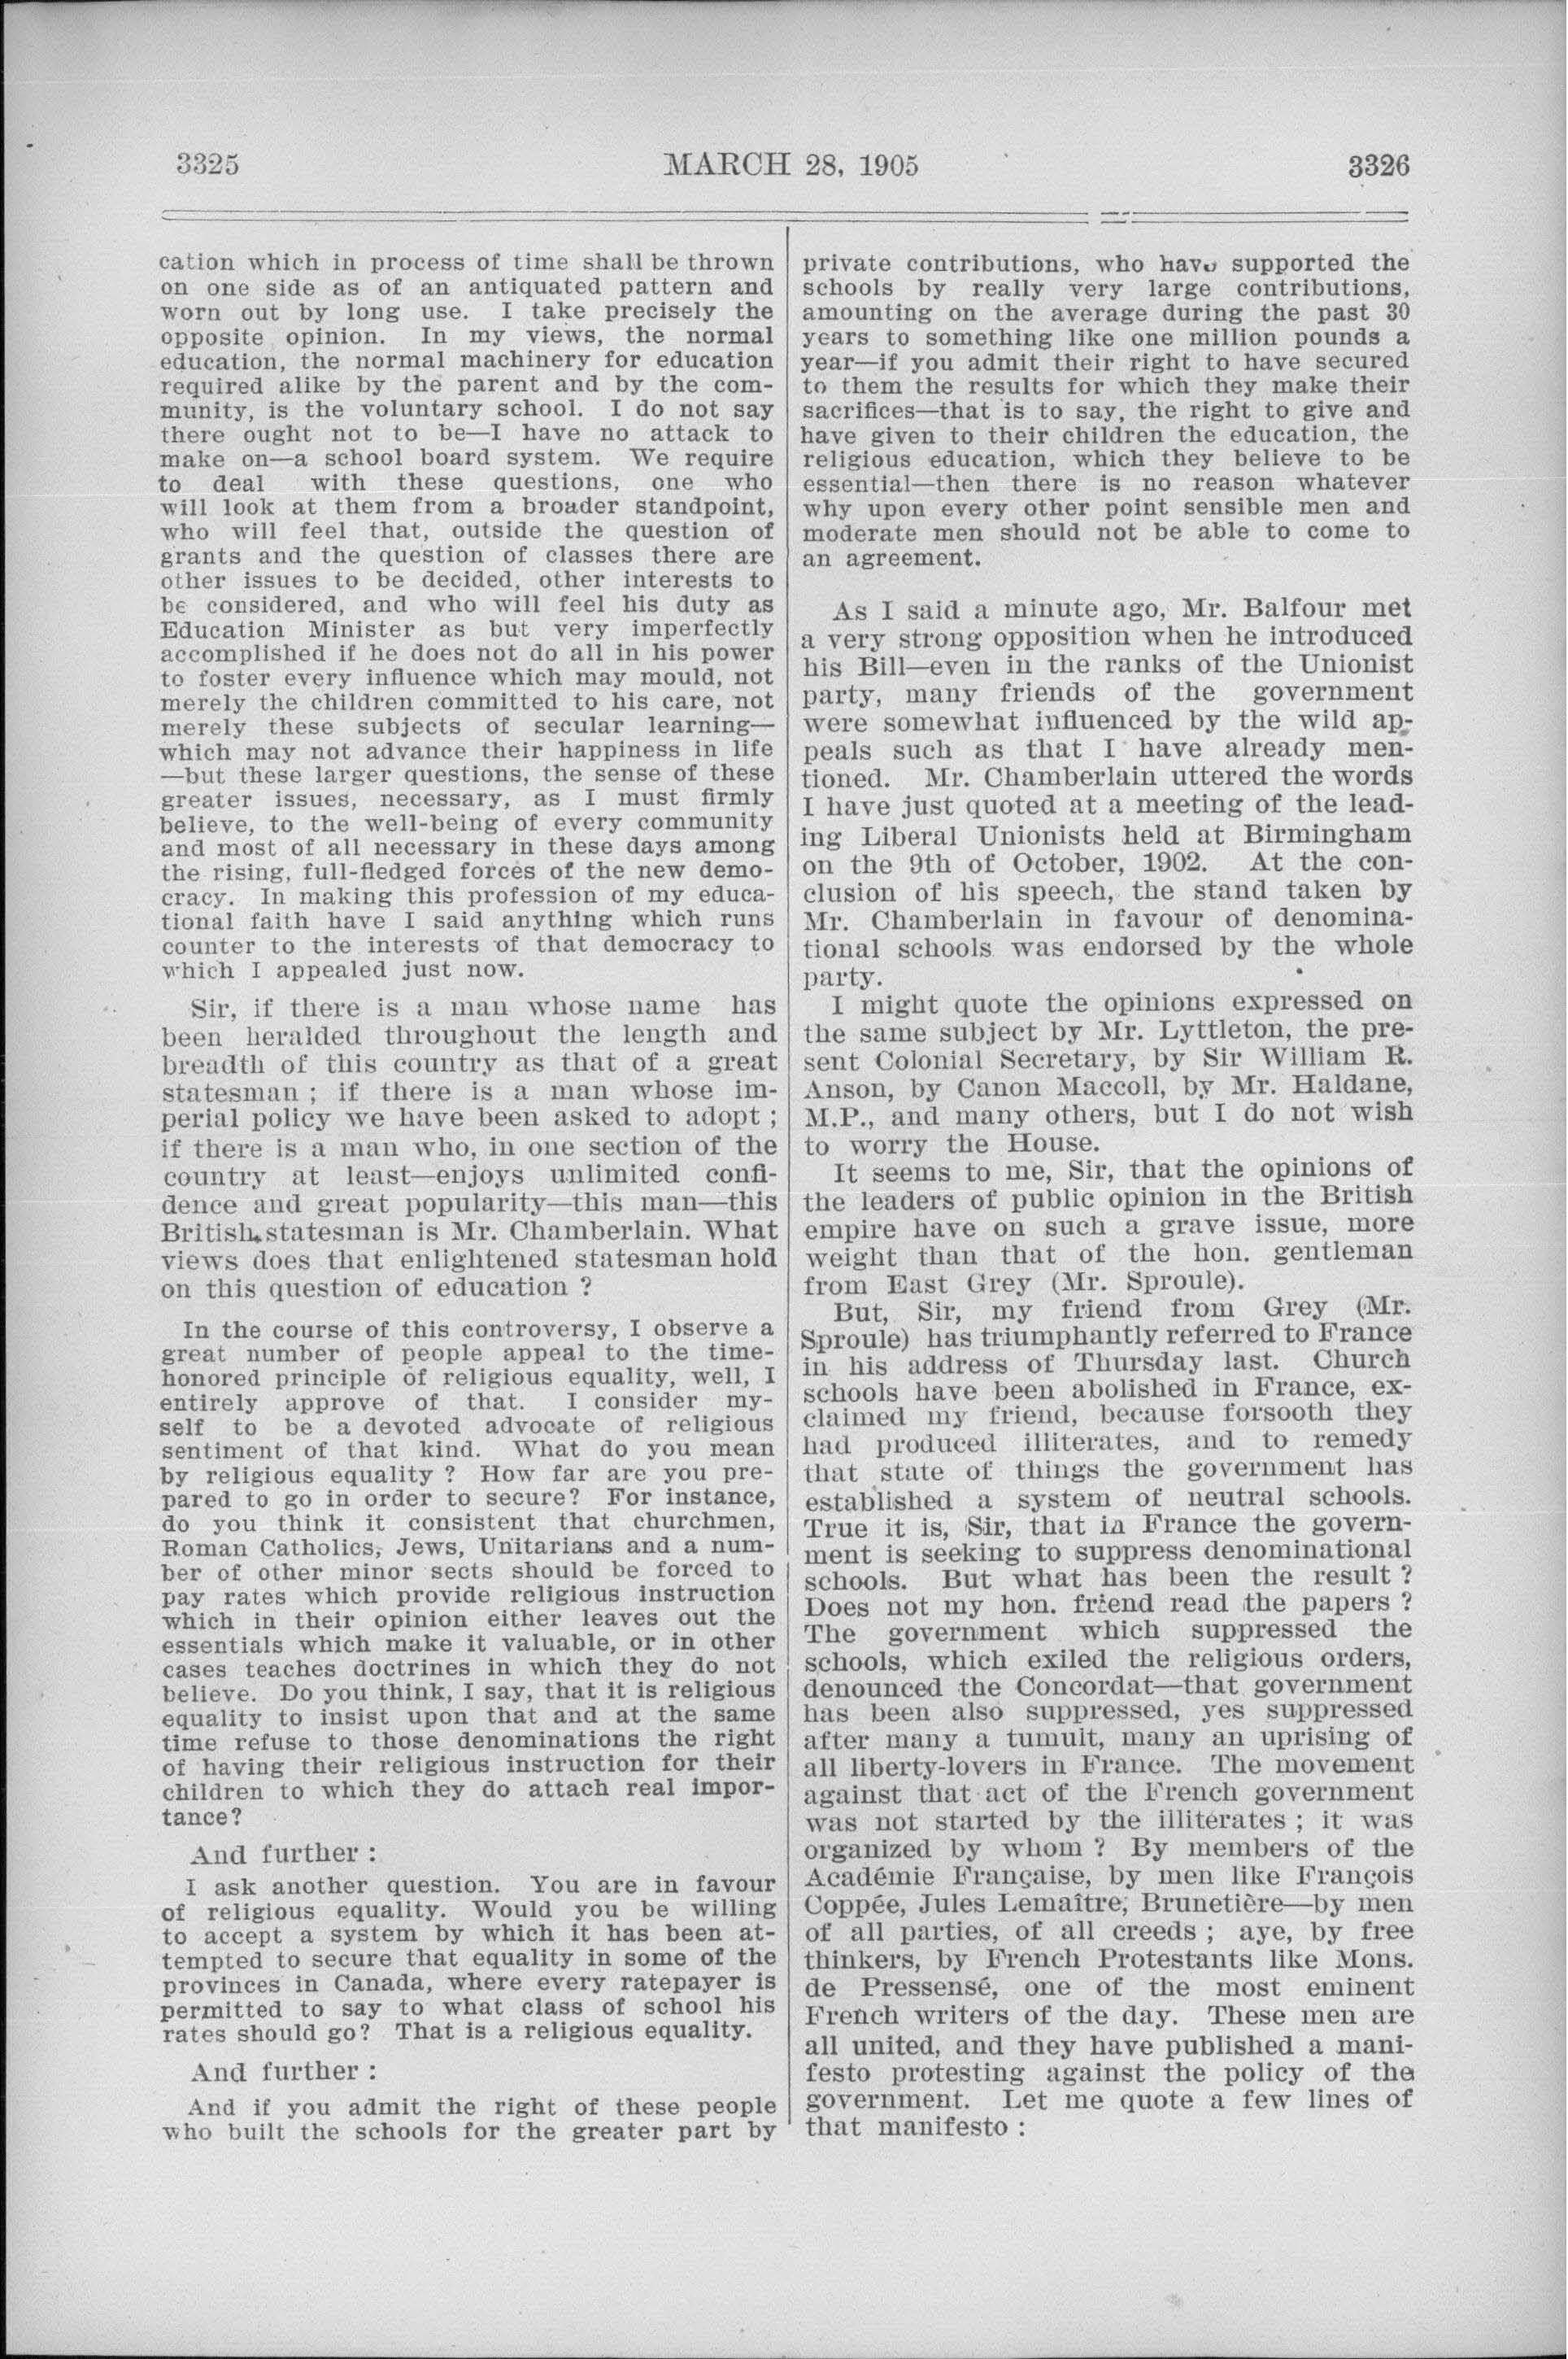 3325
MARCH 28, 1905
3326
cation which in process of time shall be thrown
on one side as of an antiquated pattern and
worn out by long use. I take precisely the
opposite opinion. In my views, the normal
education, the normal machinery for education
required alike by the parent and by the com-
munity, is the voluntary school. I do not say
there ought not to be—I have no attack to
make on—a school board system. We require
to deal with these questions, one who
will look at them from a broader standpoint,
who will feel that, outside the question of
grants and the question of classes there are
other issues to be decided, other interests to
be considered, and who will feel his duty as
Education Minister as but very imperfectly
accomplished if he does not do all in his power
to foster every influence which may mould, not
merely the children committed to his care, not
merely these subjects of secular learning—
which may not advance their happiness in life
—but these larger questions, the sense of these
greater issues, necessary, as I must firmly
believe, to the well-being of every community
and most of all necessary in these days among
the rising, full-fledged forces of the new demo-
cracy. In making this profession of my educa-
tional faith have I said anything which runs
counter to the interests of that democracy to
which I appealed just now.
Sir, if there is a man whose name has
been heralded throughout the length and
breadth of this country as that of a great
statesman ; if there is a man whose im-
perial policy we have been asked to adopt ;
if there is a man who, in one section of the
country at least—enjoys unlimited confi-
dence and great popularity—this man—this
British statesman is Mr. Chamberlain. What
views does that enlightened statesman hold
on this question of education ?
In the course of this controversy, I observe a
great number of people appeal to the time-
honored principle of religious equality, well, I
entirely approve of that. I consider my-
self to be a devoted advocate of religious
sentiment of that kind. What do you mean
by religious equality ? How far are you pre-
pared to go in order to secure? For instance,
do you think it consistent that churchmen,
Roman Catholics, Jews, Unitarians and a num-
ber of other minor sects should be forced to
pay rates which provide religious instruction
which in their opinion either leaves out the
essentials which make it valuable, or in other
cases teaches doctrines in which they do not
believe. Do you think, I say, that it is religious
equality to insist upon that and at the same
time refuse to those denominations the right
of having their religious instruction for their
children to which they do attach real impor-
tance?
And further :
I ask another question. You are in favour
of religious equality. Would you be willing
to accept a system by which it has been at-
tempted to secure that equality in some of the
provinces in Canada, where every ratepayer is
permitted to say to what class of school his
rates should go? That is a religious equality.
And further :
And if you admit the right of these people
who built the schools for the greater part by
private contributions, who have supported the
schools by really very large contributions,
amounting on the average during the past 30
years to something like one million pounds a
year—if you admit their right to have secured
to them the results for which they make their
sacrifices—that is to say, the right to give and
have given to their children the education, the
religious education, which they believe to be
essential—then there is no reason whatever
why upon every other point sensible men and
moderate men should not be able to come to
an agreement.
As I said a minute ago, Mr. Balfour met
a very strong opposition when he introduced
his Bill—even in the ranks of the Unionist
party, many friends of the government
were somewhat influenced by the wild ap-
peals such as that I have already men-
tioned. Mr. Chamberlain uttered the words
I have just quoted at a meeting of the lead-
ing Liberal Unionists held at Birmingham
on the 9th of October, 1902. At the con-
clusion of his speech, the stand taken by
Mr. Chamberlain in favour of denomina-
tional schools was endorsed by the whole
party.
I might quote the opinions expressed on
the same subject by Mr. Lyttleton, the pre-
sent Colonial Secretary, by Sir William R.
Anson, by Canon Maccoll, by Mr. Haldane,
M.P., and many others, but I do not wish
to worry the House.
It seems to me, Sir, that the opinions of
the leaders of public opinion in the British
empire have on such a grave issue, more
weight than that of the hon. gentleman
from East Grey (Mr. Sproule).
But, Sir, my friend from Grey (Mr.
Sproule) has triumphantly referred to France
in his address of Thursday last. Church
schools have been abolished in France, ex-
claimed my friend, because forsooth they
had produced illiterates, and to remedy
that state of things the government has
established a system of neutral schools.
True it is, Sir, that in France the govern-
ment is seeking to suppress denominational
schools. But what has been the result ?
Does not my hon. friend read the papers ?
The government which suppressed the
schools, which exiled the religious orders,
denounced the Concordat—that government
has been also suppressed, yes suppressed
after many a tumult, many an uprising of
all liberty-lovers in France. The movement
against that act of the French government
was not started by the illiterates ; it was
organized by whom ? By members of the
Académie Française, by men like François
Coppée, Jules Lemaître, Brunetière—by men
of all parties, of all creeds ; aye, by free
thinkers, by French Protestants like Mons.
de Pressensé, one of the most eminent
French writers of the day. These men are
all united, and they have published a mani-
festo protesting against the policy of the
government. Let me quote a few lines of
that manifesto :